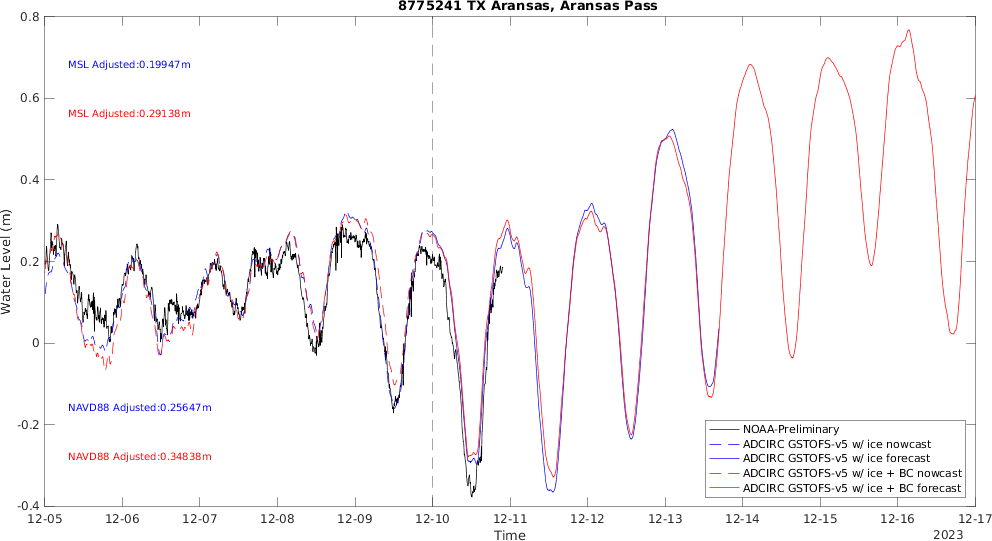 8775241 TX Aransas, Aransas Pass
0.8
0.6
0.4
0.2
0
-0.2
-0.4
Water Level (m)
MSL Adjusted:0.19947m
MSL Adjusted:0.29138m
NAVD88 Adjusted:0.25647m
NAVD88 Adjusted:0.34838m
NOAA-Preliminary
ADCIRC GSTOFS-v5 w/ ice nowcast
ADCIRC GSTOFS-v5 w/ ice forecast
ADCIRC GSTOFS-v5 w/ ice + BC nowcast
ADCIRC GSTOFS-v5 w/ ice + BC forecast
12-05 12-06 12-07 12-08 12-09 12-10 12-11 12-12 12-13 12-14 12-15 12-16 12-17
Time
2023